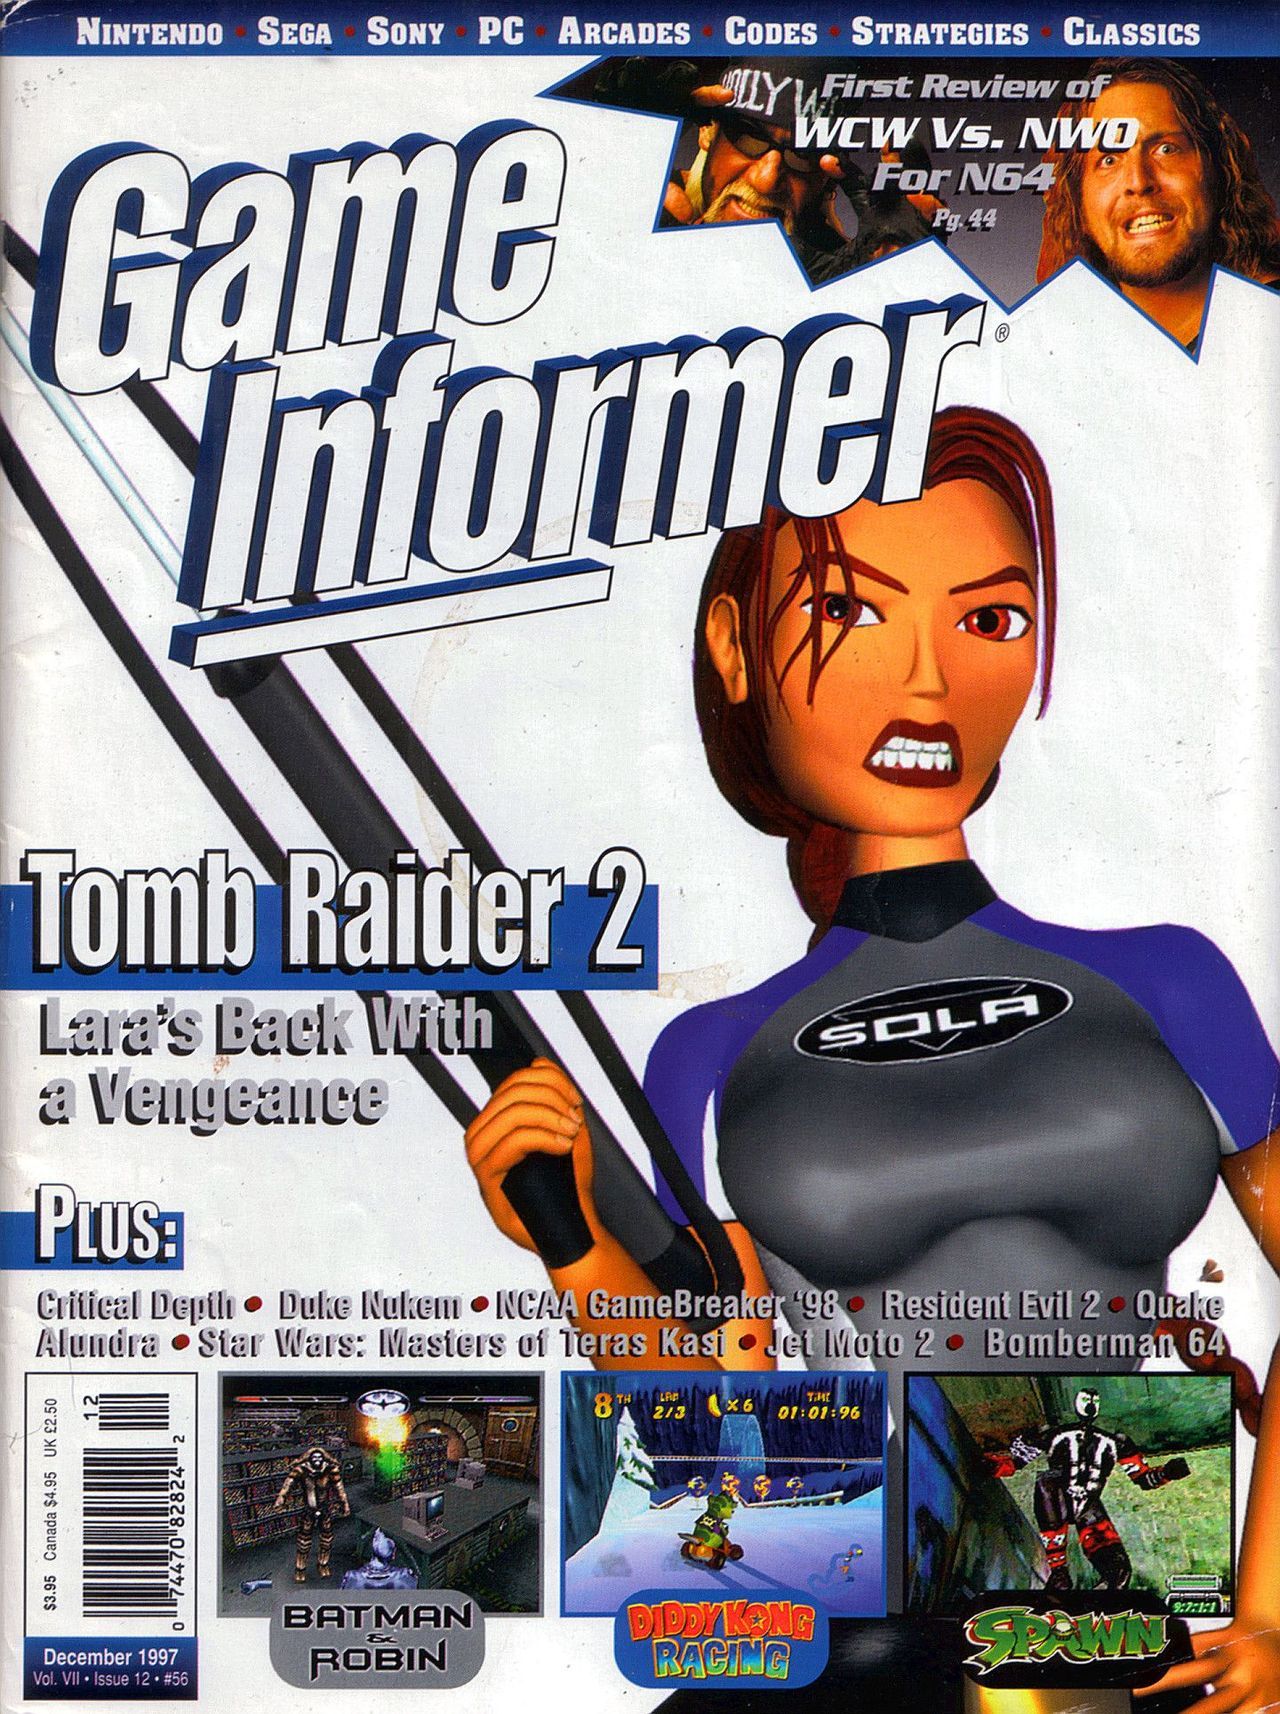 NINTENDO • SEGA • SONY • PC • ARCADES • CODES • STRATEGIES • CLASSICS
HOLLYW
First Review of
WCW Vs. NWO
For N64
Pg. 44
Game
Informer®
Tomb Raider 2
Lara's Back With
a Vengeance
SOLA
PLUS:
Critical Depth • Duke Nukem • NCAA GameBreaker '98 • Resident Evil 2 • Quake
Alundra • Star Wars: Masters of Teras Kasi • Jet Moto 2 • Bomberman 64
$3.95 Canada $4.95 UK £2.50
12
0 74470 82824 2
December 1997
Vol. VII • Issue 12 • #56
BATMAN
&
ROBIN
8TH
LAP
2/3
X 6
TIME
01:01:96
DIDDY KONG
RACING
SPAWN